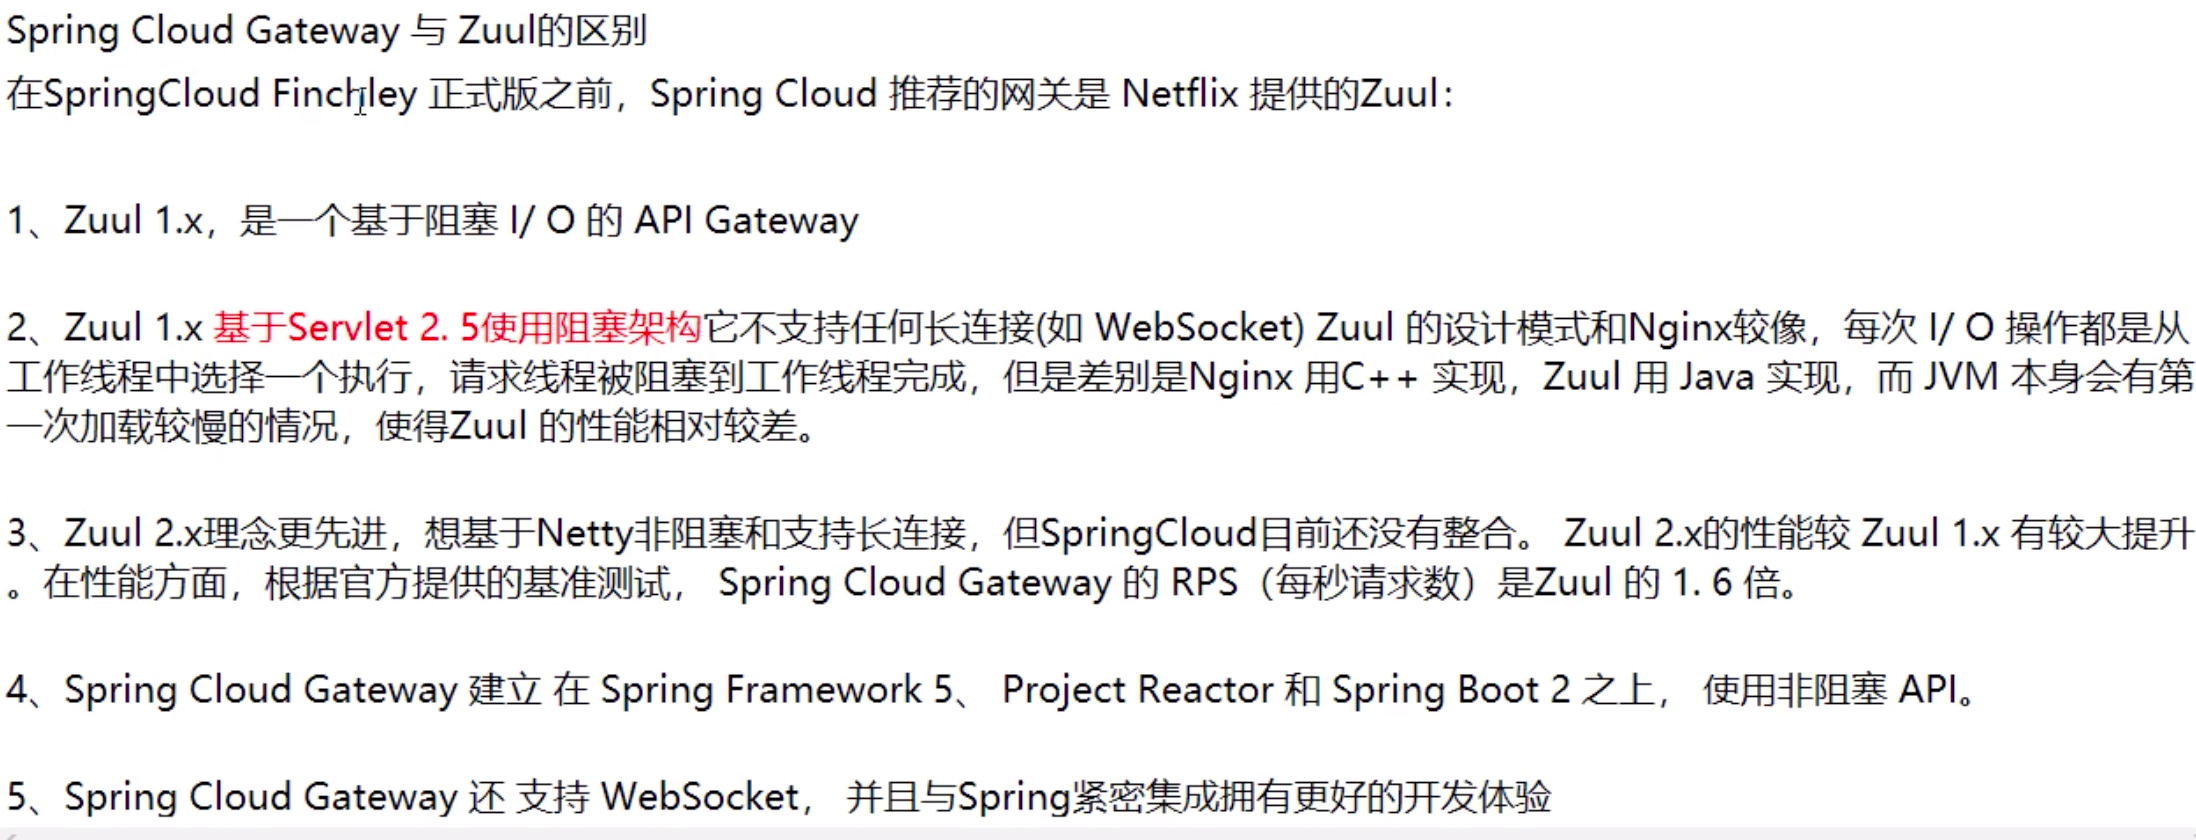 Spring Cloud Gateway 与 Zuul的区别
在SpringCloud Finchley 正式版之前，Spring Cloud 推荐的网关是 Netflix 提供的Zuul：
1、Zuul 1.x，是一个基于阻塞 I/ O 的 API Gateway
2、Zuul 1.x 基于Servlet 2. 5使用阻塞架构它不支持任何长连接(如 WebSocket) Zuul 的设计模式和Nginx较像，每次 I/ O 操作都是从
工作线程中选择一个执行，请求线程被阻塞到工作线程完成，但是差别是Nginx 用C++ 实现，Zuul 用 Java 实现，而 JVM 本身会有第
一次加载较慢的情况，使得Zuul 的性能相对较差。
3、Zuul 2.x理念更先进，想基于Netty非阻塞和支持长连接，但SpringCloud目前还没有整合。 Zuul 2.x的性能较 Zuul 1.x 有较大提升
。在性能方面，根据官方提供的基准测试， Spring Cloud Gateway 的 RPS（每秒请求数）是Zuul 的 1. 6 倍。
4、Spring Cloud Gateway 建立 在 Spring Framework 5、 Project Reactor 和 Spring Boot 2 之上， 使用非阻塞 API。
5、Spring Cloud Gateway 还 支持 WebSocket， 并且与Spring紧密集成拥有更好的开发体验